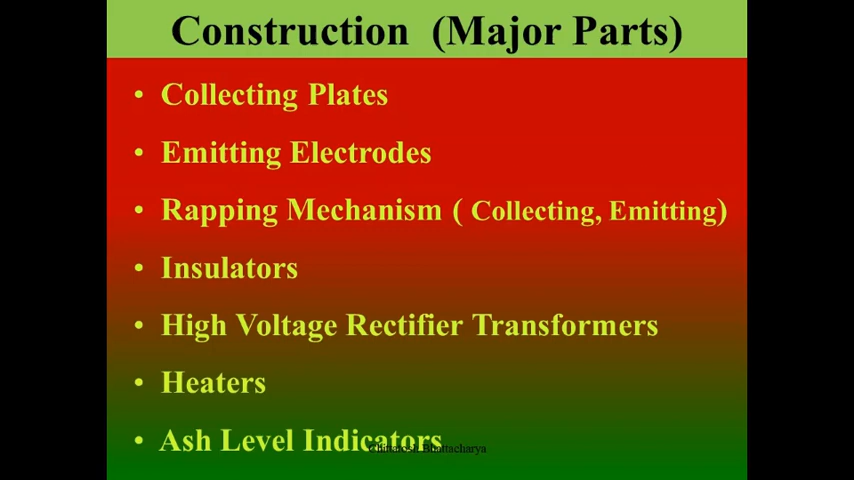 Construction (Major Parts)
• Collecting Plates
• Emitting Electrodes
• Rapping Mechanism ( Collecting, Emitting)
• Insulators
• High Voltage Rectifier Transformers
• Heaters
• Ash Level Indicators
Bhattacharya